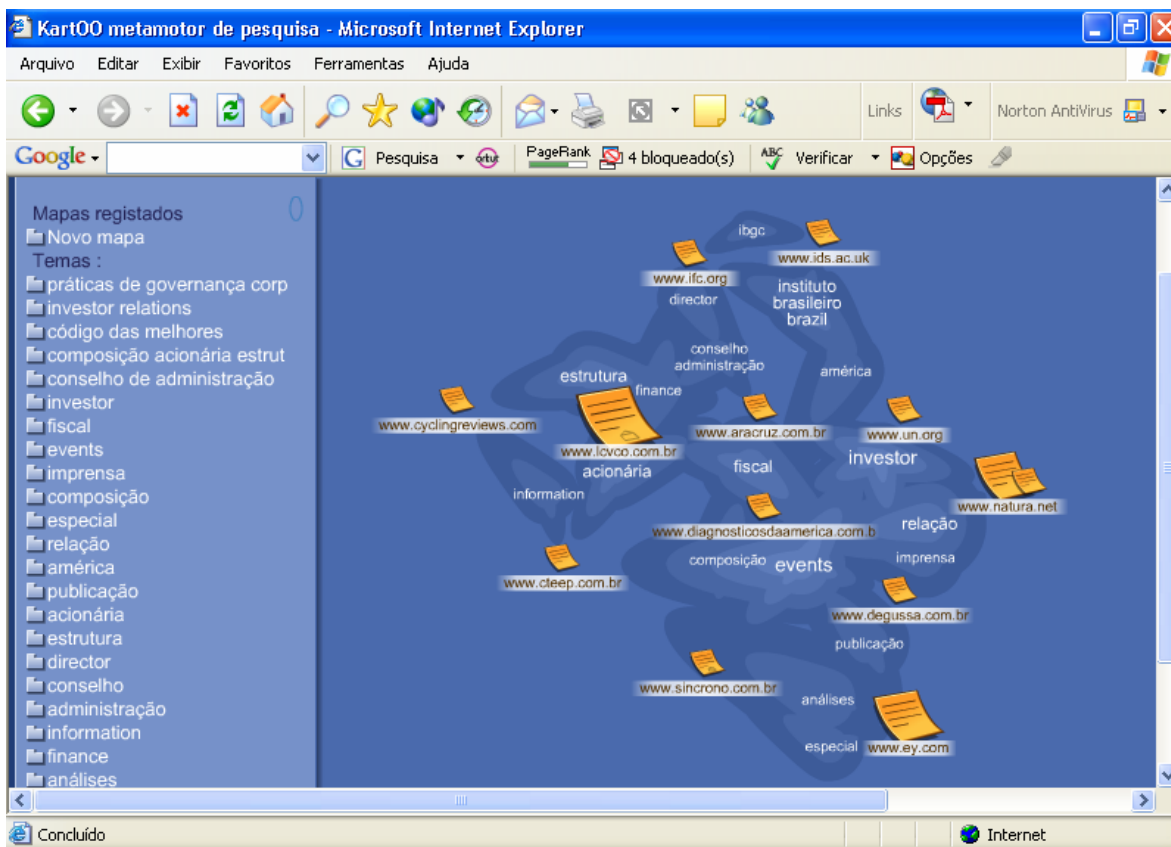 KartOO metamotor de pesquisa - Microsoft Internet Explorer
Arquivo Editar Exibir Favoritos Ferramentas Ajuda
Links Norton AntiVirus
Google Pesquisa PageRank 4 bloqueado(s) ABC Verificar Opções
Mapas registados
Novo mapa
Temas :
práticas de governança corp
investor relations
código das melhores
composição acionária estrut
conselho de administração
investor
fiscal
events
imprensa
composição
especial
relação
américa
publicação
acionária
estrutura
director
conselho
administração
information
finance
análises
ibgc
www.ids.ac.uk
www.ifc.org
director
instituto
brasileiro
brazil
conselho
administração
américa
estrutura
finance
www.cyclingreviews.com
www.aracruz.com.br
www.un.org
www.lcvco.com.br
acionária
fiscal
investor
information
www.natura.net
www.diagnosticosdaamerica.com.b
relação
composição
events
imprensa
www.cteep.com.br
www.degussa.com.br
publicação
www.sincrono.com.br
análises
especial
www.ey.com
Concluído
Internet